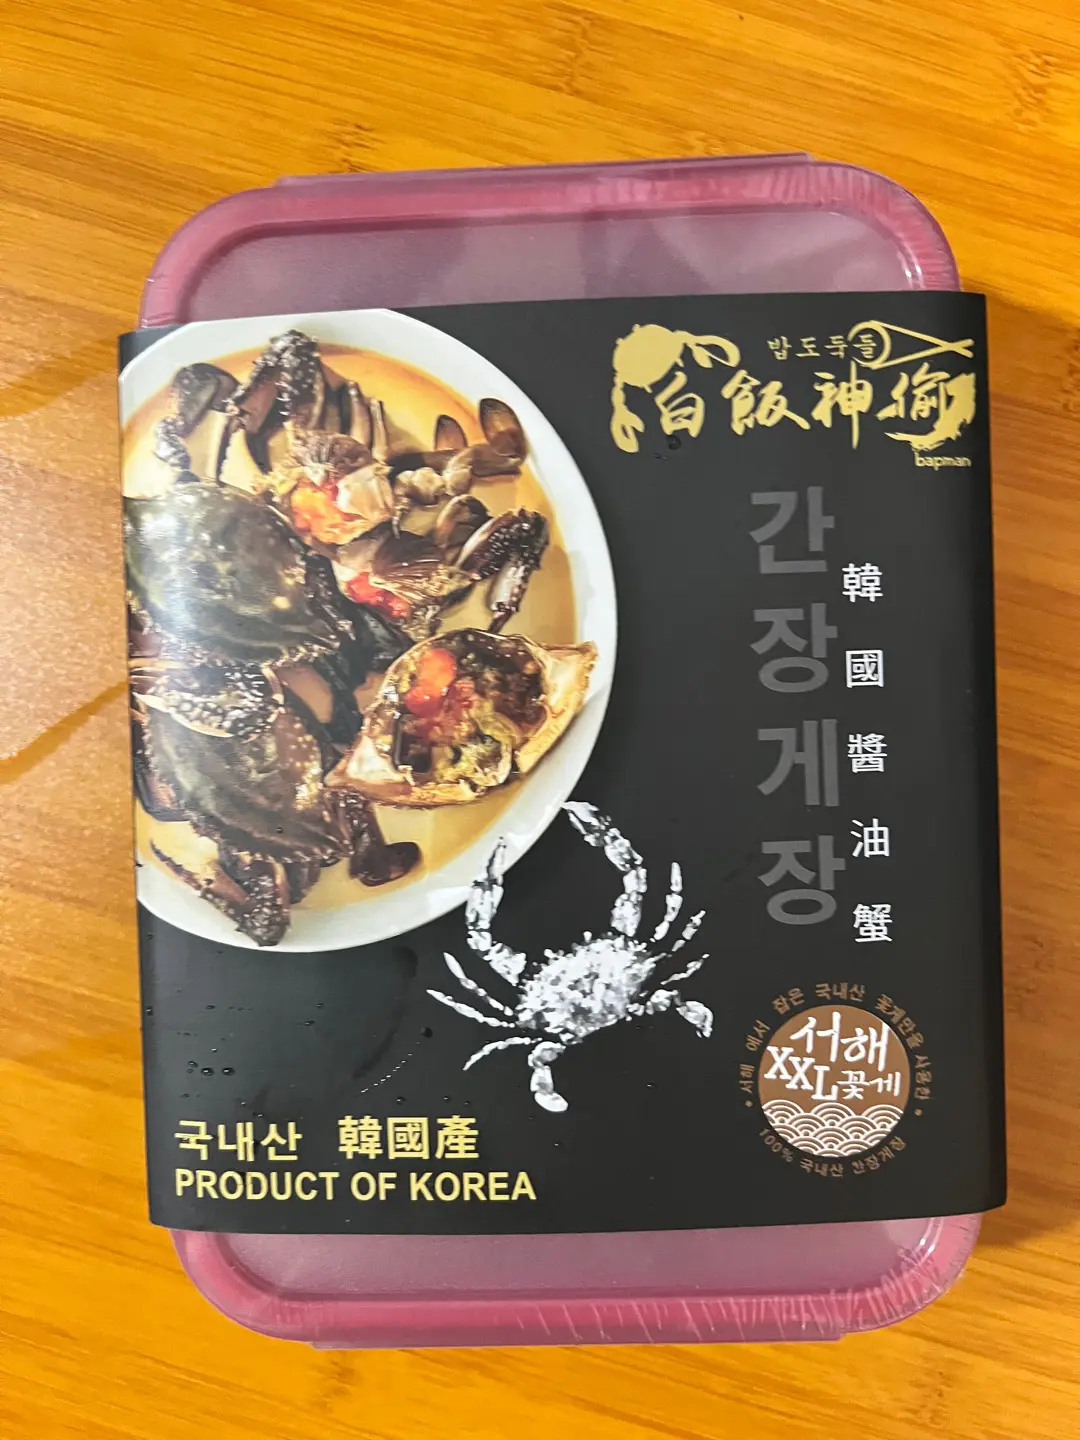 밥도둑들
白飯神偷
bapman
간장게장
韓國醬油蟹
서해에서 잡은 국내산 꽃게만을 사용한
서해
XXL꽃게
100% 국내산 간장게장
국내산 韓國產
PRODUCT OF KOREA